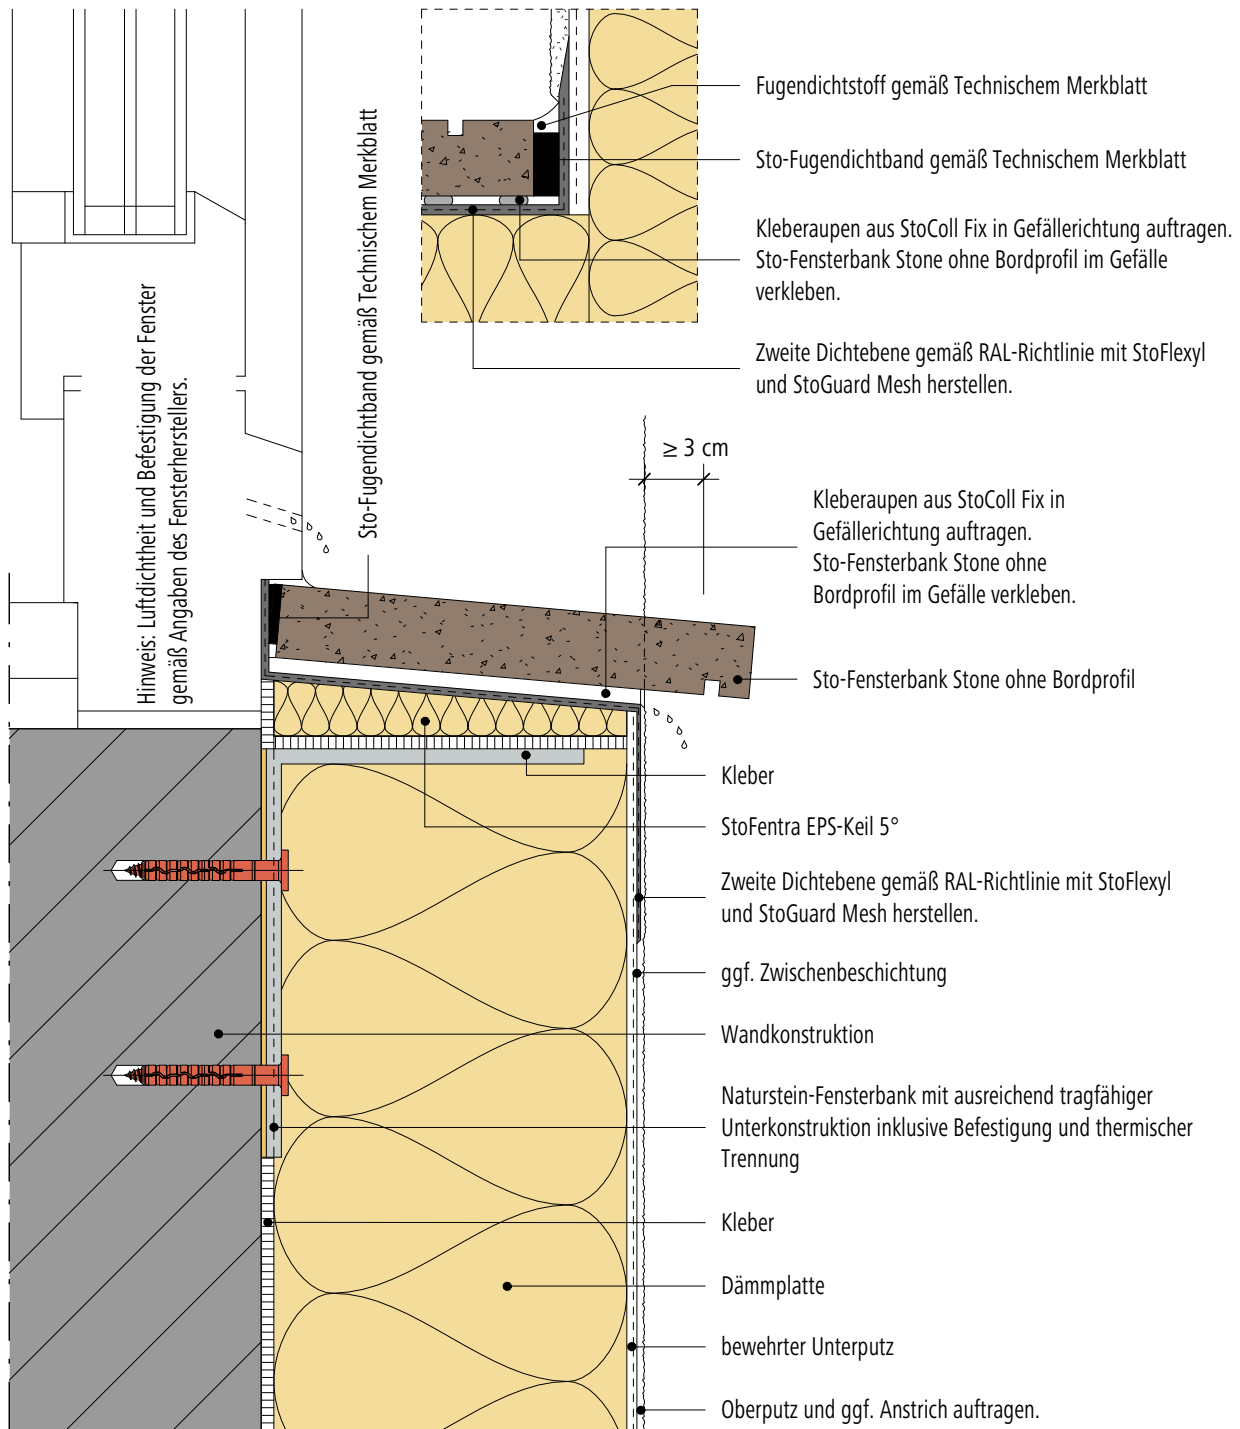 Fugendichtstoff gemäß Technischem Merkblatt
Sto-Fugendichtband gemäß Technischem Merkblatt
Kleberaupen aus StoColl Fix in Gefällerichtung auftragen.
Sto-Fensterbank Stone ohne Bordprofil im Gefälle
verkleben.
Zweite Dichtebene gemäß RAL-Richtlinie mit StoFlexyl
und StoGuard Mesh herstellen.
Sto-Fugendichtband gemäß Technischem Merkblatt
Hinweis: Luftdichtheit und Befestigung der Fenster
gemäß Angaben des Fensterherstellers.
≥ 3 cm
Kleberaupen aus StoColl Fix in
Gefällerichtung auftragen.
Sto-Fensterbank Stone ohne
Bordprofil im Gefälle verkleben.
Sto-Fensterbank Stone ohne Bordprofil
Kleber
StoFentra EPS-Keil 5°
Zweite Dichtebene gemäß RAL-Richtlinie mit StoFlexyl
und StoGuard Mesh herstellen.
ggf. Zwischenbeschichtung
Wandkonstruktion
Naturstein-Fensterbank mit ausreichend tragfähiger
Unterkonstruktion inklusive Befestigung und thermischer
Trennung
Kleber
Dämmplatte
bewehrter Unterputz
Oberputz und ggf. Anstrich auftragen.